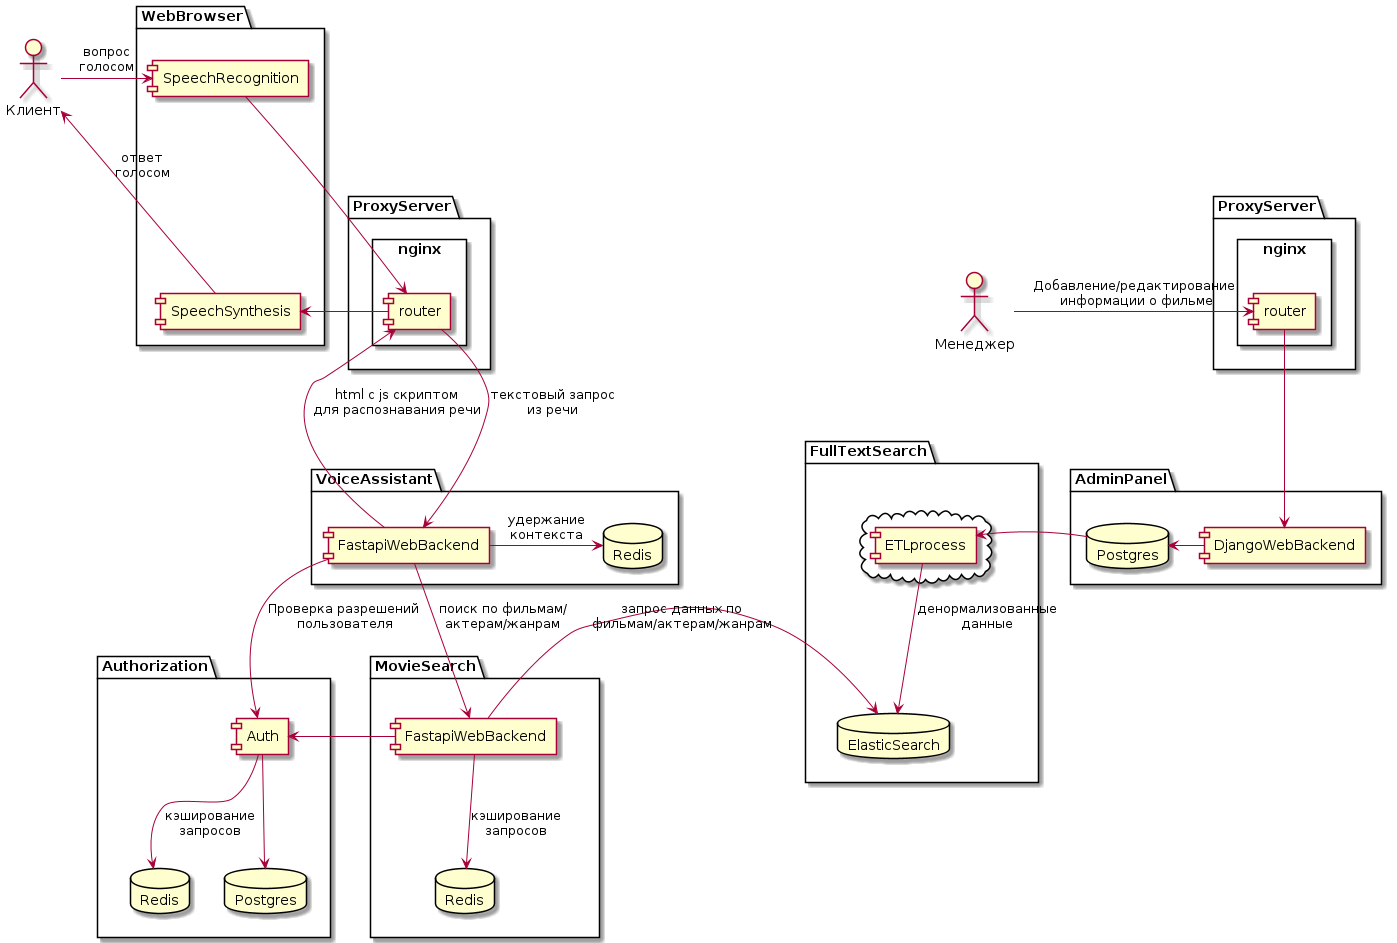 WebBrowser
вопрос
голосом
SpeechRecognition
Клиент
ответ
голосом
ProxyServer
nginx
SpeechSynthesis
router
ProxyServer
nginx
Добавление/редактирование
информации о фильме
router
Менеджер
html с js скриптом
для распознавания речи
текстовый запрос
из речи
VoiceAssistant
FastapiWebBackend
удержание
контекста
Redis
FullTextSearch
ETLprocess
AdminPanel
Postgres
DjangoWebBackend
Проверка разрешений
пользователя
поиск по фильмам/
актерам/жанрам
запрос данных по
фильмам/актерам/жанрам
денормализованные
данные
Authorization
Auth
MovieSearch
FastapiWebBackend
ElasticSearch
кэширование
запросов
кэширование
запросов
Redis
Postgres
Redis